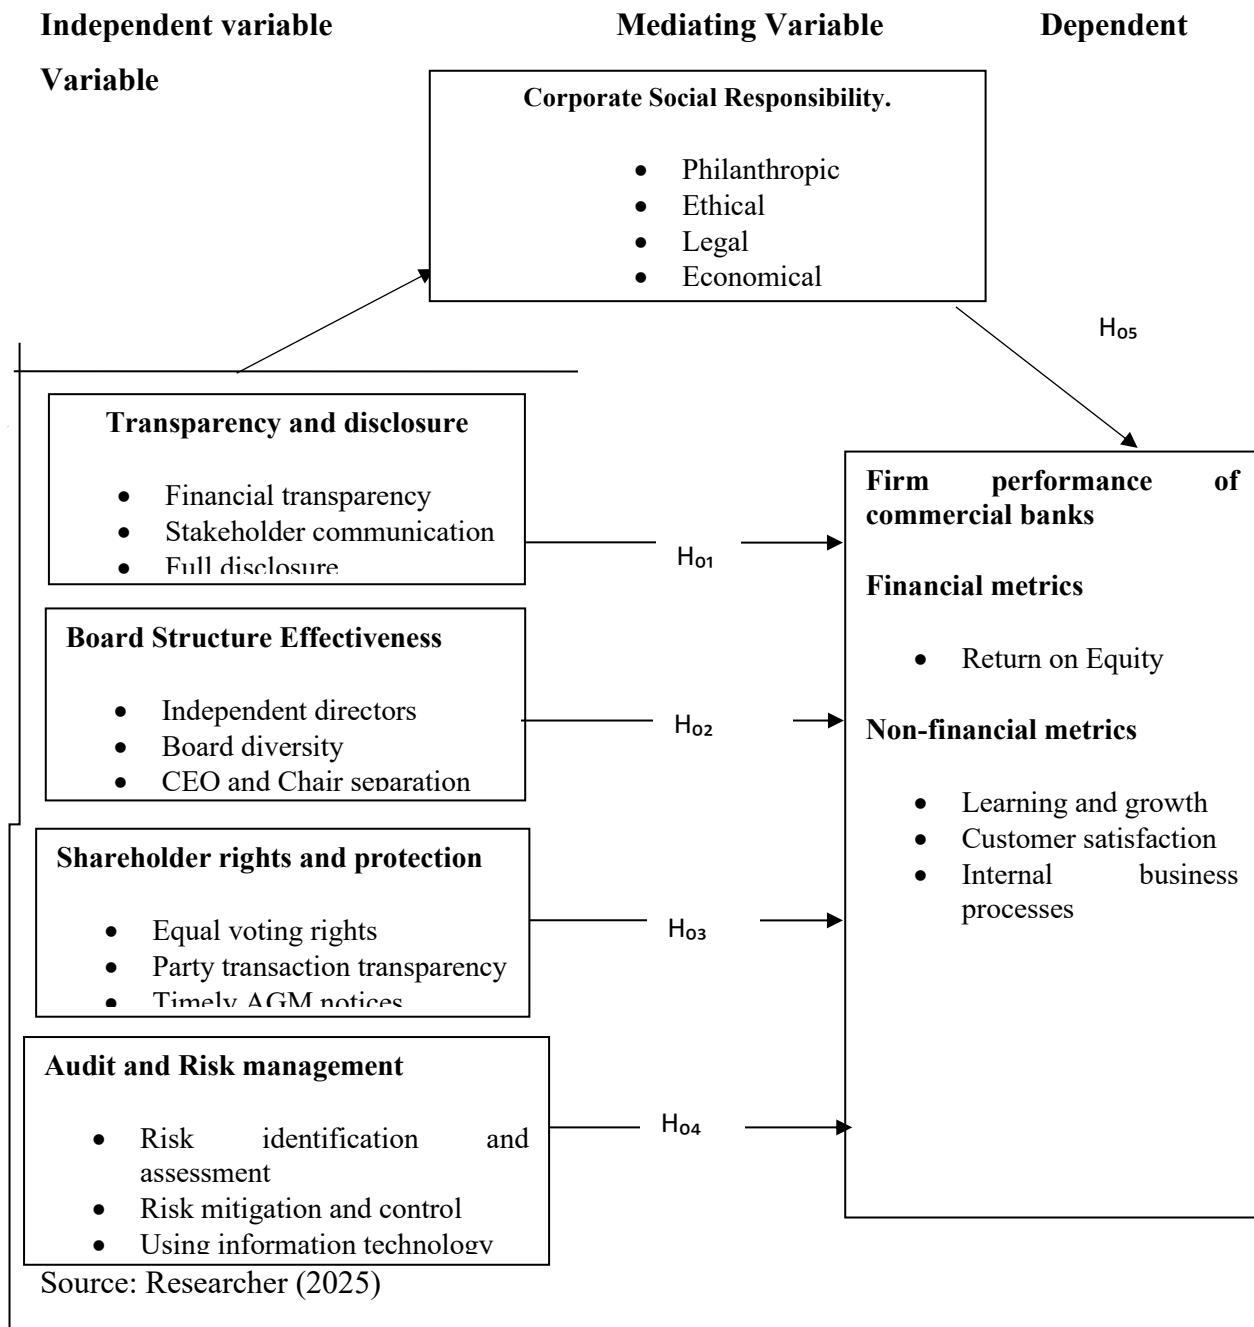 Independent variable Mediating Variable Dependent
Variable
Corporate Social Responsibility.
• Philanthropic
• Ethical
• Legal
• Economical
H₀₅
Transparency and disclosure
• Financial transparency
• Stakeholder communication
• Full disclosure
H₀₁
Board Structure Effectiveness
• Independent directors
• Board diversity
• CEO and Chair separation
H₀₂
Shareholder rights and protection
• Equal voting rights
• Party transaction transparency
• Timely AGM notices
H₀₃
Audit and Risk management
• Risk identification and
assessment
• Risk mitigation and control
• Using information technology
H₀₄
Firm performance of
commercial banks
Financial metrics
• Return on Equity
Non-financial metrics
• Learning and growth
• Customer satisfaction
• Internal business
processes
Source: Researcher (2025)